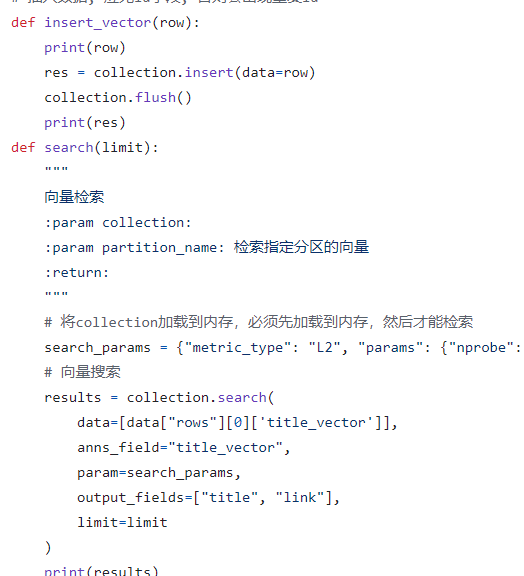 def insert_vector(row):
    print(row)
    res = collection.insert(data=row)
    collection.flush()
    print(res)
def search(limit):
    """
    向量检索
    :param collection:
    :param partition_name: 检索指定分区的向量
    :return:
    """
    # 将collection加载到内存，必须先加载到内存，然后才能检索
    search_params = {"metric_type": "L2", "params": {"nprobe":
    # 向量搜索
    results = collection.search(
        data=[data["rows"][0]['title_vector']],
        anns_field="title_vector",
        param=search_params,
        output_fields=["title", "link"],
        limit=limit
    )
    print(results)